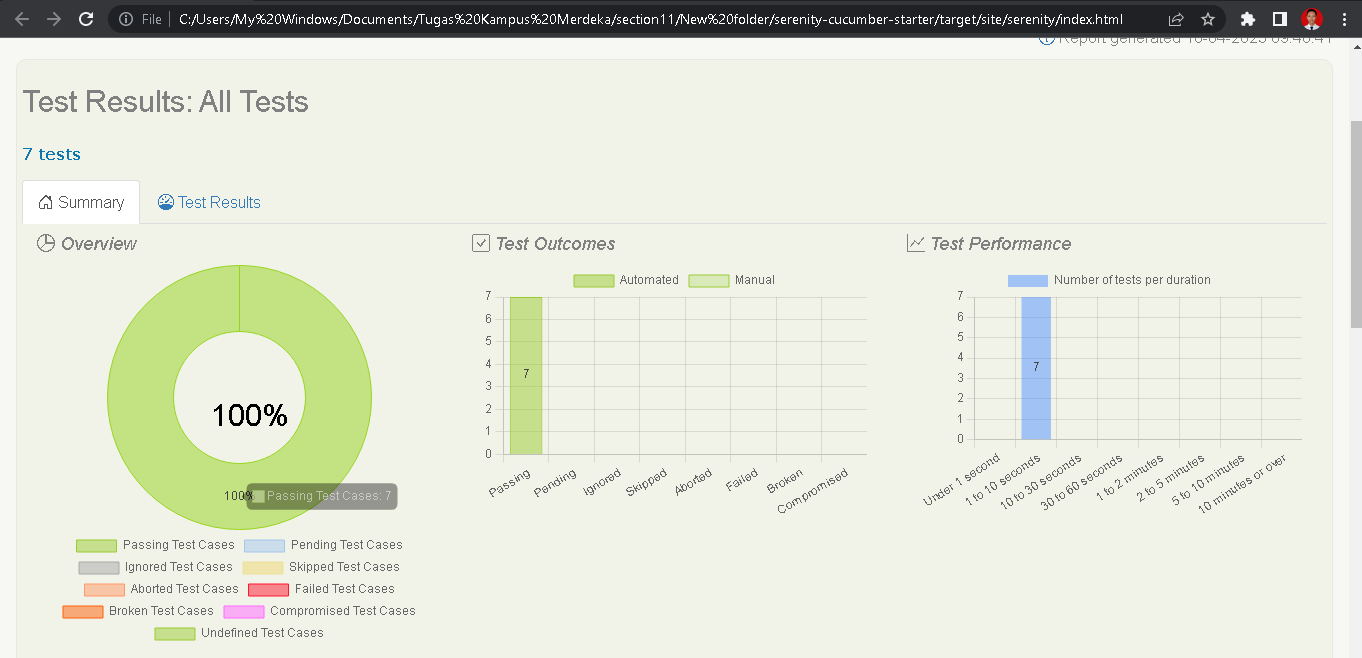 File C:/Users/My%20Windows/Documents/Tugas%20Kampus%20Merdeka/section11/New%20folder/serenity-cucumber-starter/target/site/serenity/index.html
Report generated
Test Results: All Tests
7 tests
Summary Test Results
Overview
100%
100% Passing Test Cases: 7
Passing Test Cases Pending Test Cases
Ignored Test Cases Skipped Test Cases
Aborted Test Cases Failed Test Cases
Broken Test Cases Compromised Test Cases
Undefined Test Cases
Test Outcomes
Automated Manual
7
6
5
4
3
2
1
0
7
Passing Pending Ignored Skipped Aborted Failed Broken Compromised
Test Performance
Number of tests per duration
7
6
5
4
3
2
1
0
7
Under 1 second 1 to 10 seconds 10 to 30 seconds 30 to 60 seconds 1 to 2 minutes 2 to 5 minutes 5 to 10 minutes 10 minutes or over